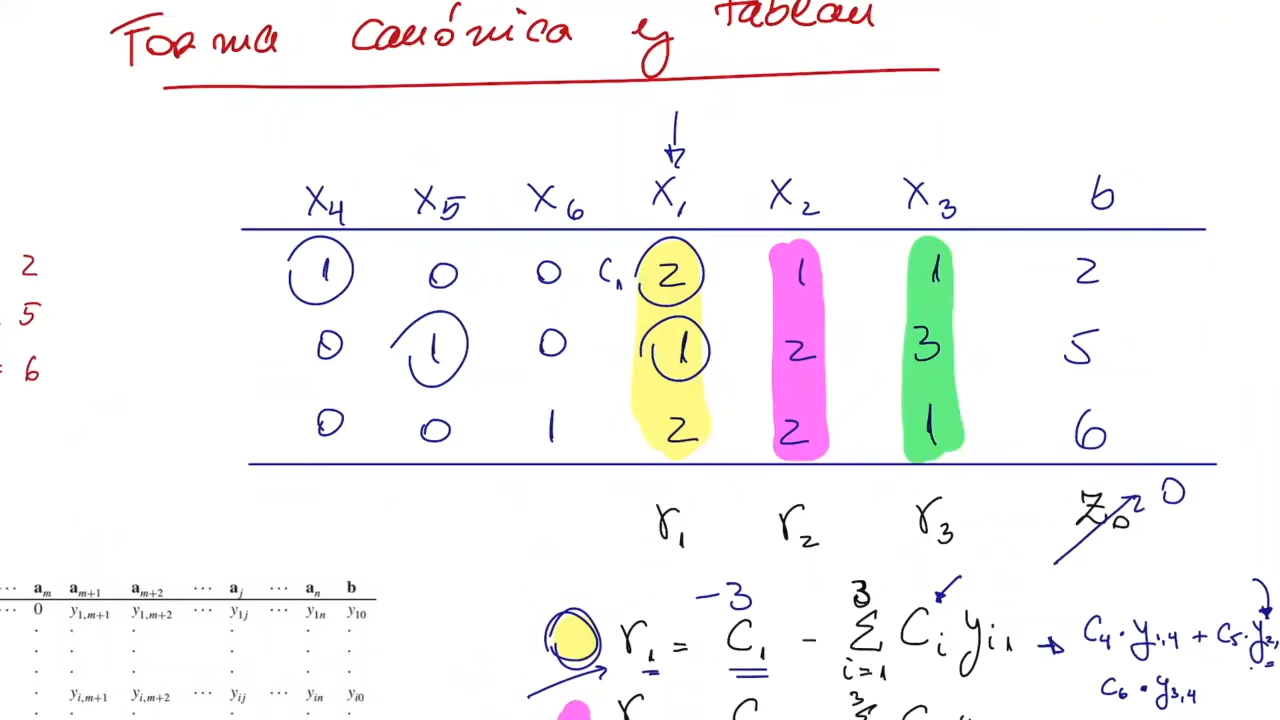 Forma canónica y tablau
X4 X5 X6 X1 X2 X3 b
1 0 0 C1 2 1 1 2
0 1 0 1 2 3 5
0 0 1 2 2 1 6
2
5
= 6
r1 r2 r3 Z0 0
··· am am+1 am+2 ··· aj ··· an b
··· 0 y1,m+1 y1,m+2 ··· y1j ··· y1n y10
· yi,m+1 yi,m+2 ··· yij ··· yin yi0
-3
r1 = C1 - 3 Σ i=1 Ci yi1 → C4 · y1,4 + C5 · y2,
C6 · y3,4